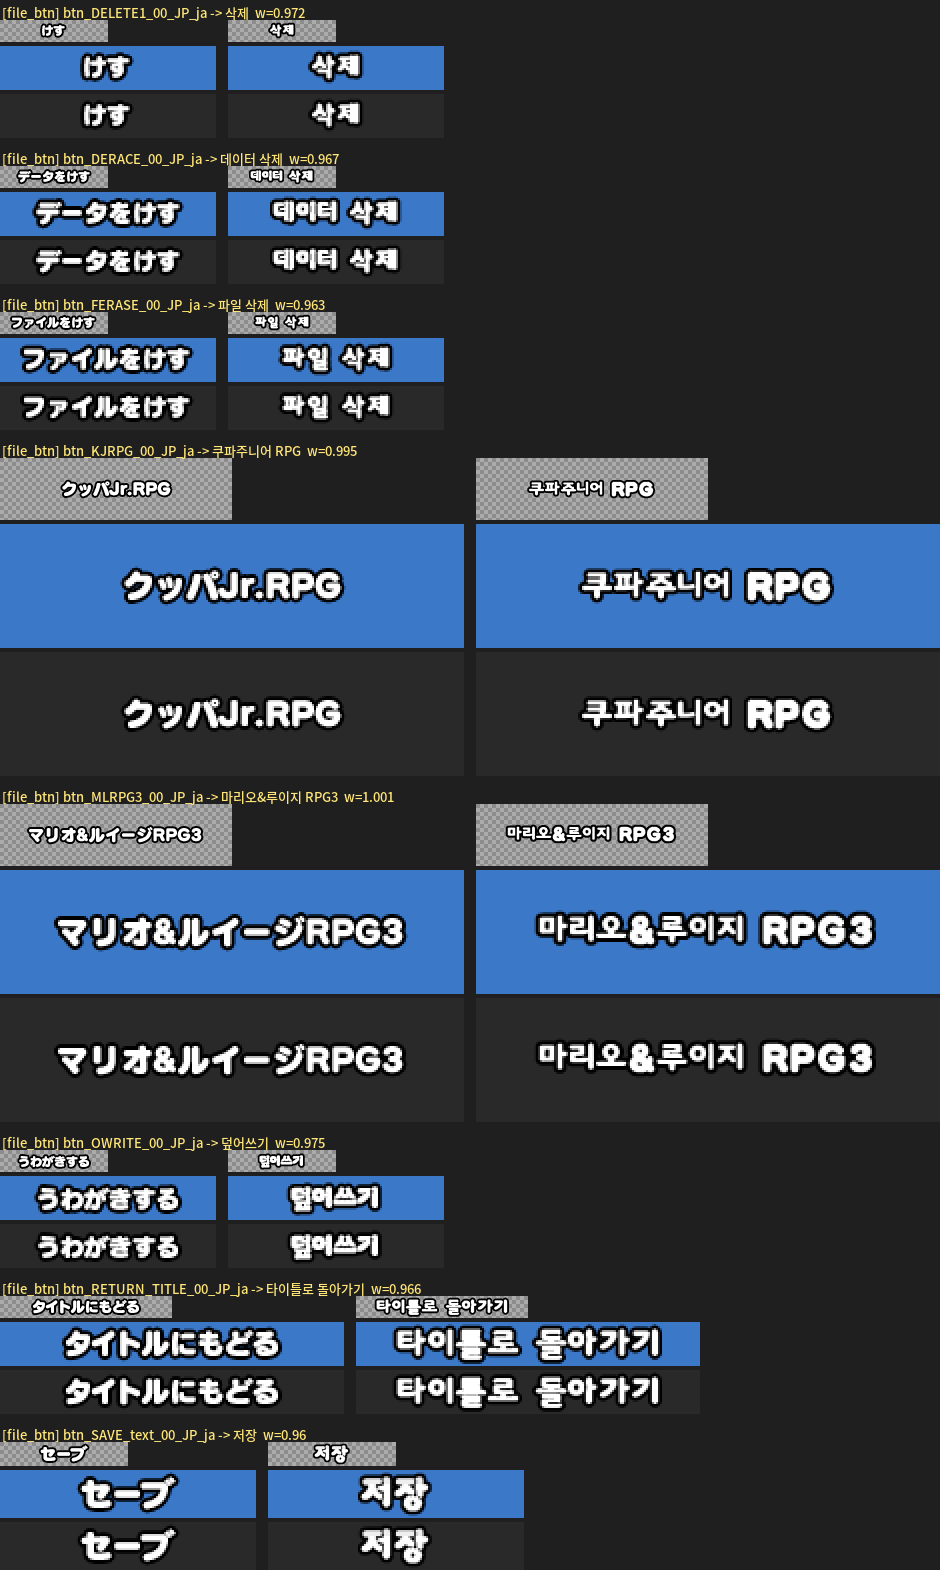 [file_btn] btn_DELETE1_00_JP_ja -> 삭제 w=0.972
けす 삭제
けす 삭제
けす 삭제
[file_btn] btn_DERACE_00_JP_ja -> 데이터 삭제 w=0.967
データをけす 데이터 삭제
データをけす 데이터 삭제
データをけす 데이터 삭제
[file_btn] btn_FERASE_00_JP_ja -> 파일 삭제 w=0.963
ファイルをけす 파일 삭제
ファイルをけす 파일 삭제
ファイルをけす 파일 삭제
[file_btn] btn_KJRPG_00_JP_ja -> 쿠파주니어 RPG w=0.995
クッパJr.RPG 쿠파주니어 RPG
クッパJr.RPG 쿠파주니어 RPG
クッパJr.RPG 쿠파주니어 RPG
[file_btn] btn_MLRPG3_00_JP_ja -> 마리오&루이지 RPG3 w=1.001
マリオ&ルイージRPG3 마리오&루이지 RPG3
マリオ&ルイージRPG3 마리오&루이지 RPG3
マリオ&ルイージRPG3 마리오&루이지 RPG3
[file_btn] btn_OWRITE_00_JP_ja -> 덮어쓰기 w=0.975
うわがきする 덮어쓰기
うわがきする 덮어쓰기
うわがきする 덮어쓰기
[file_btn] btn_RETURN_TITLE_00_JP_ja -> 타이틀로 돌아가기 w=0.966
タイトルにもどる 타이틀로 돌아가기
タイトルにもどる 타이틀로 돌아가기
タイトルにもどる 타이틀로 돌아가기
[file_btn] btn_SAVE_text_00_JP_ja -> 저장 w=0.96
セーブ 저장
セーブ 저장
セーブ 저장